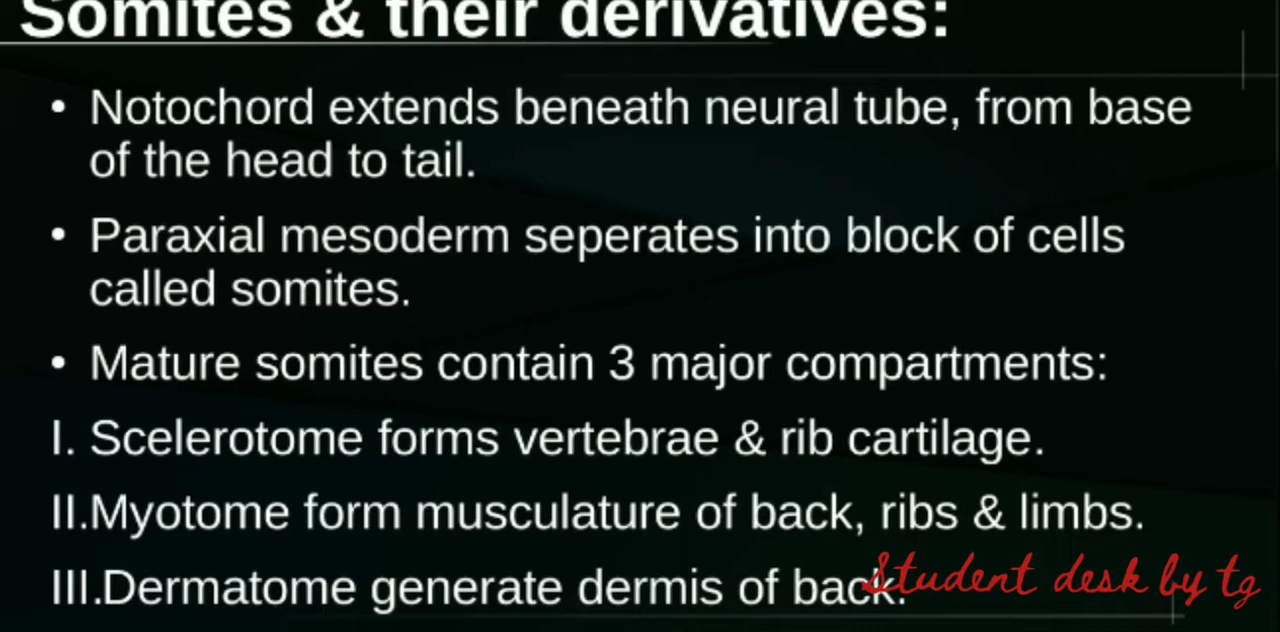 Somites & their derivatives:
• Notochord extends beneath neural tube, from base
of the head to tail.
• Paraxial mesoderm seperates into block of cells
called somites.
• Mature somites contain 3 major compartments:
I. Scelerotome forms vertebrae & rib cartilage.
II.Myotome form musculature of back, ribs & limbs.
III.Dermatome generate dermis of back.
Student desk by tg